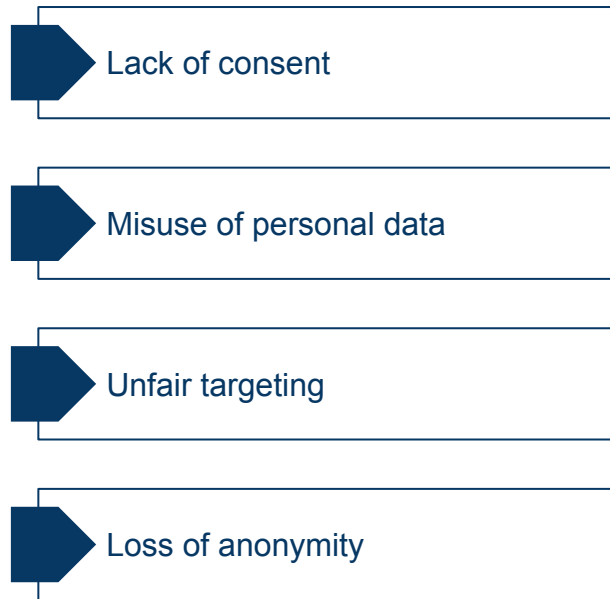 Lack of consent
Misuse of personal data
Unfair targeting
Loss of anonymity